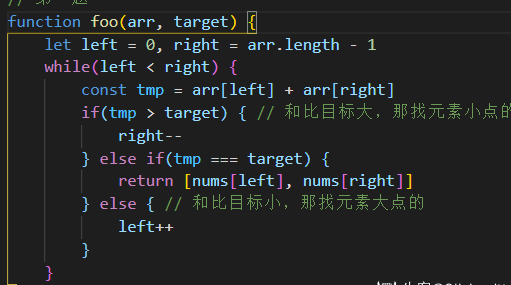 function foo(arr, target) {
    let left = 0, right = arr.length - 1
    while(left < right) {
        const tmp = arr[left] + arr[right]
        if(tmp > target) { // 和比目标大，那找元素小点的
            right--
        } else if(tmp === target) {
            return [nums[left], nums[right]]
        } else { // 和比目标小，那找元素大点的
            left++
        }
    }